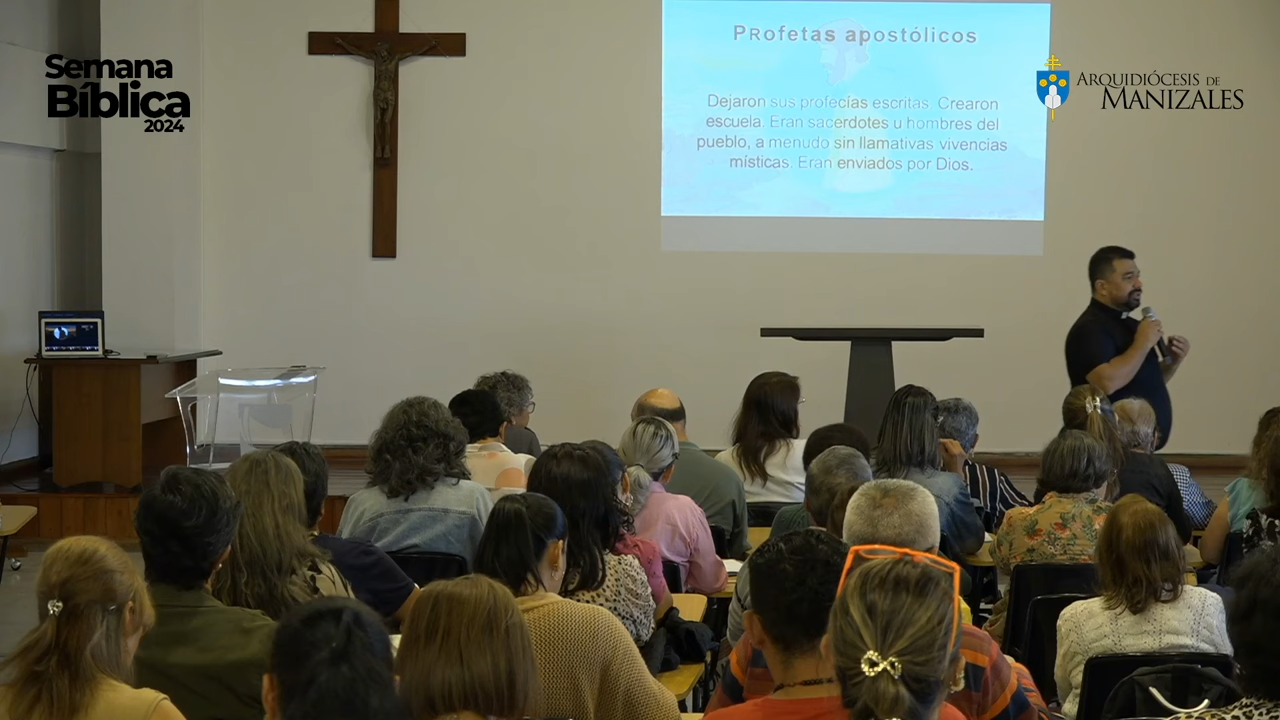 Semana
Bíblica
2024
Profetas apostólicos
Dejaron sus profecías escritas. Crearon
escuela. Eran sacerdotes u hombres del
pueblo, a menudo sin llamativas vivencias
místicas. Eran enviados por Dios.
Arquidiócesis de
Manizales